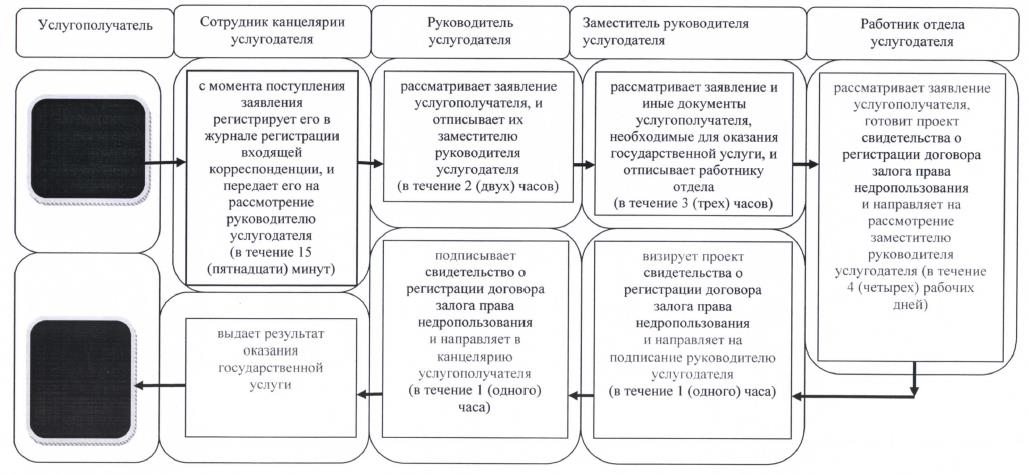 Услугополучатель
Сотрудник канцелярии
услугодателя
Руководитель
услугодателя
Заместитель руководителя
услугодателя
Работник отдела
услугодателя
с момента поступления
заявления
регистрирует его в
журнале регистрации
входящей
корреспонденции, и
передает его на
рассмотрение
руководителю
услугодателя
(в течение 15
(пятнадцати) минут)
рассматривает заявление
услугополучателя, и
отписывает их
заместителю
руководителя
услугодателя
(в течение 2 (двух) часов)
рассматривает заявление и
иные документы
услугополучателя,
необходимые для оказания
государственной услуги, и
отписывает работнику
отдела
(в течение 3 (трех) часов)
рассматривает заявление
услугополучателя,
готовит проект
свидетельства о
регистрации договора
залога права
недропользования
и направляет на
рассмотрение
заместителю
руководителя
услугодателя (в течение
4 (четырех) рабочих
дней)
визирует проект
свидетельства о
регистрации договора
залога права
недропользования
и направляет на
подписание руководителю
услугодателя
(в течение 1 (одного) часа)
подписывает
свидетельство о
регистрации договора
залога права
недропользования
и направляет в
канцелярию
услугополучателя
(в течение 1 (одного)
часа)
выдает результат
оказания
государственной
услуги